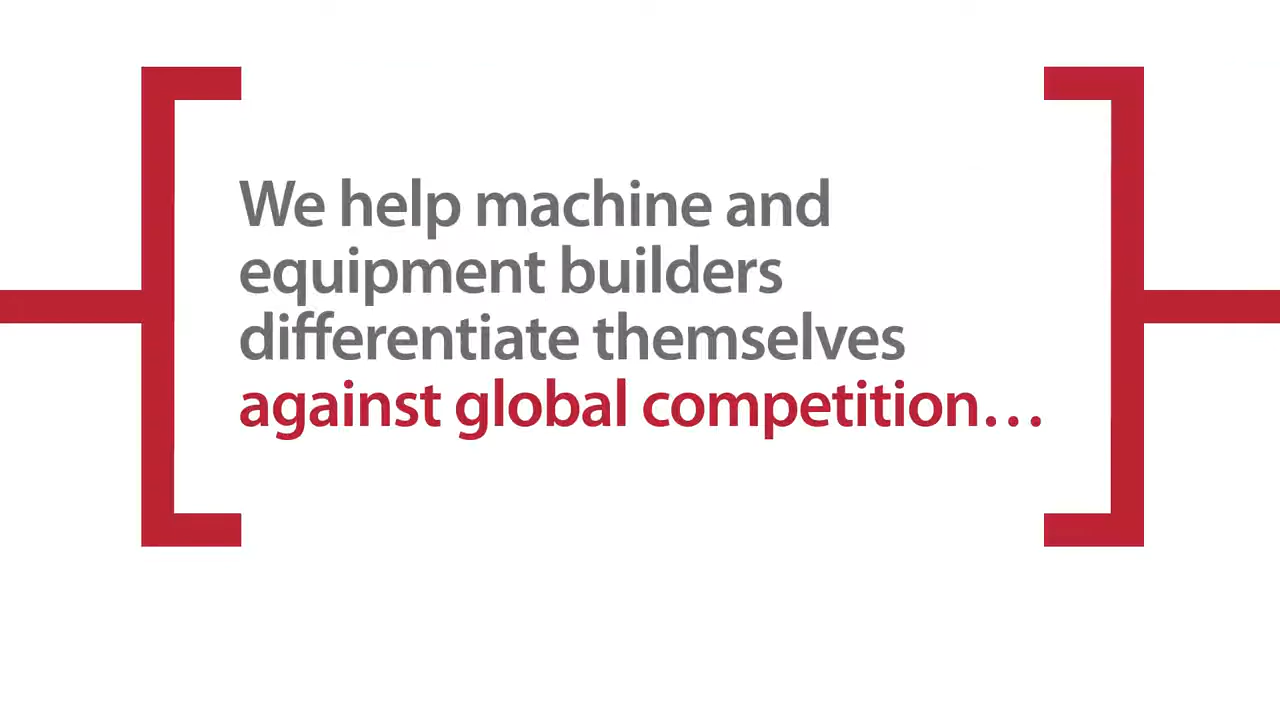 We help machine and
equipment builders
differentiate themselves
against global competition…